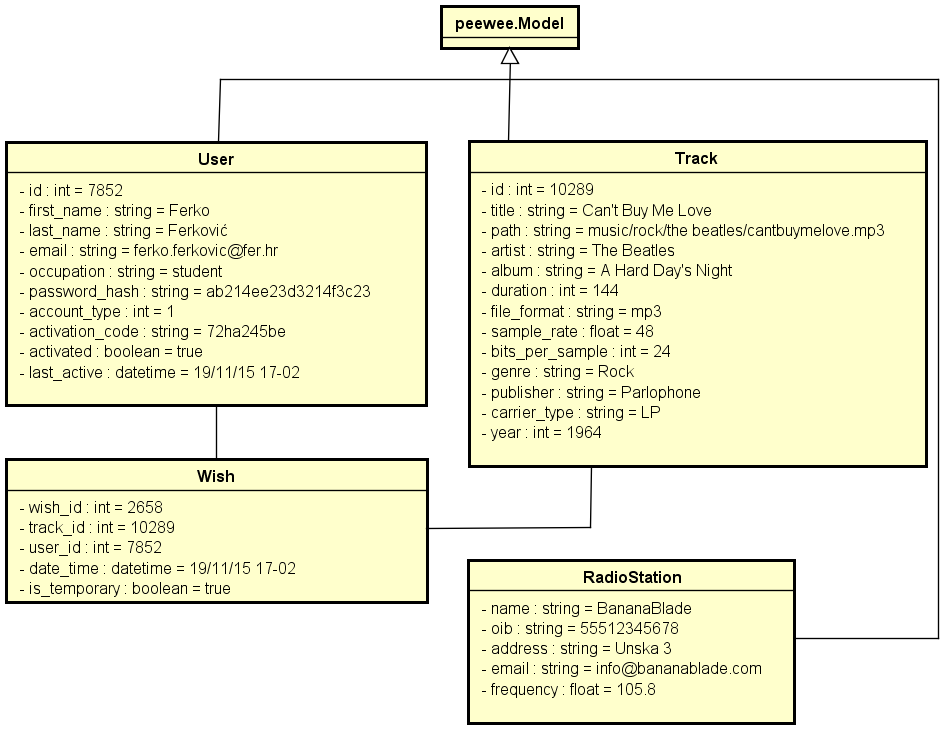 peewee.Model
User
- id : int = 7852
- first_name : string = Ferko
- last_name : string = Ferković
- email : string = ferko.ferkovic@fer.hr
- occupation : string = student
- password_hash : string = ab214ee23d3214f3c23
- account_type : int = 1
- activation_code : string = 72ha245be
- activated : boolean = true
- last_active : datetime = 19/11/15 17-02
Track
- id : int = 10289
- title : string = Can't Buy Me Love
- path : string = music/rock/the beatles/cantbuymelove.mp3
- artist : string = The Beatles
- album : string = A Hard Day's Night
- duration : int = 144
- file_format : string = mp3
- sample_rate : float = 48
- bits_per_sample : int = 24
- genre : string = Rock
- publisher : string = Parlophone
- carrier_type : string = LP
- year : int = 1964
Wish
- wish_id : int = 2658
- track_id : int = 10289
- user_id : int = 7852
- date_time : datetime = 19/11/15 17-02
- is_temporary : boolean = true
RadioStation
- name : string = BananaBlade
- oib : string = 55512345678
- address : string = Unska 3
- email : string = info@bananablade.com
- frequency : float = 105.8